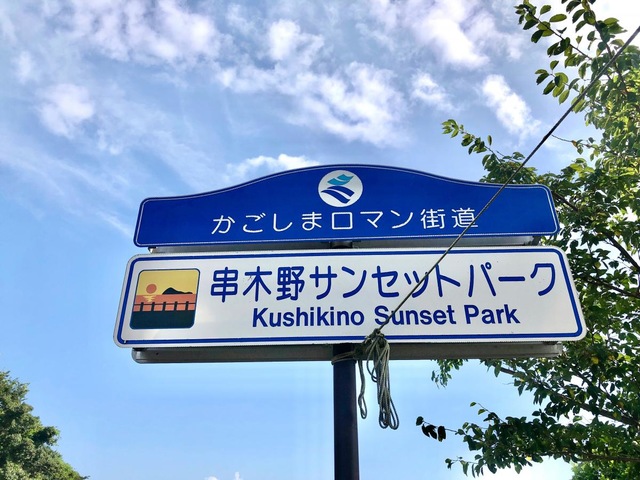 かごしまロマン街道
串木野サンセットパーク
Kushikino Sunset Park